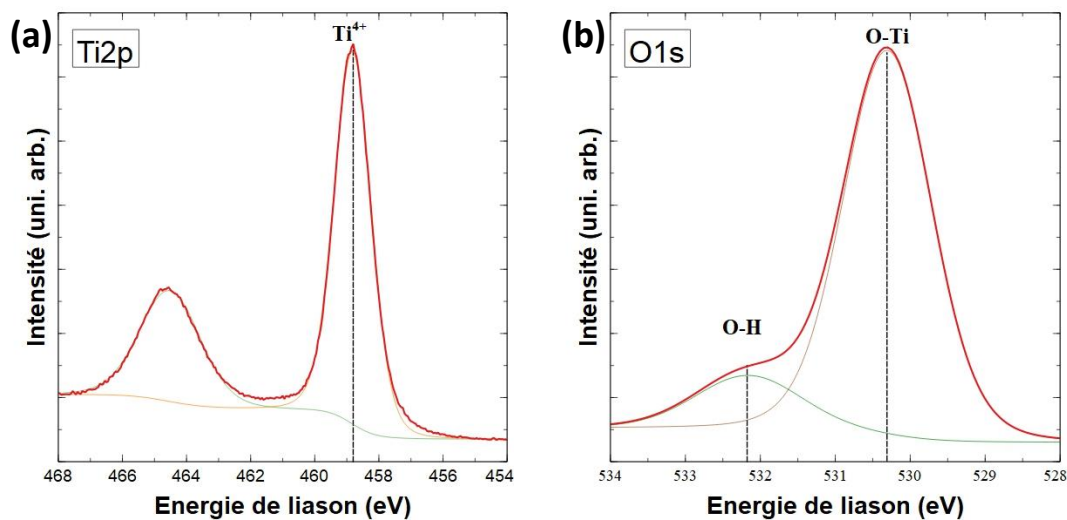 (a)
Ti2p
Ti4+
Intensité (uni. arb.)
468 466 464 462 460 458 456 454
Energie de liason (eV)
(b)
O1s
O-Ti
O-H
Intensité (uni. arb.)
534 533 532 531 530 529 528
Energie de liason (eV)